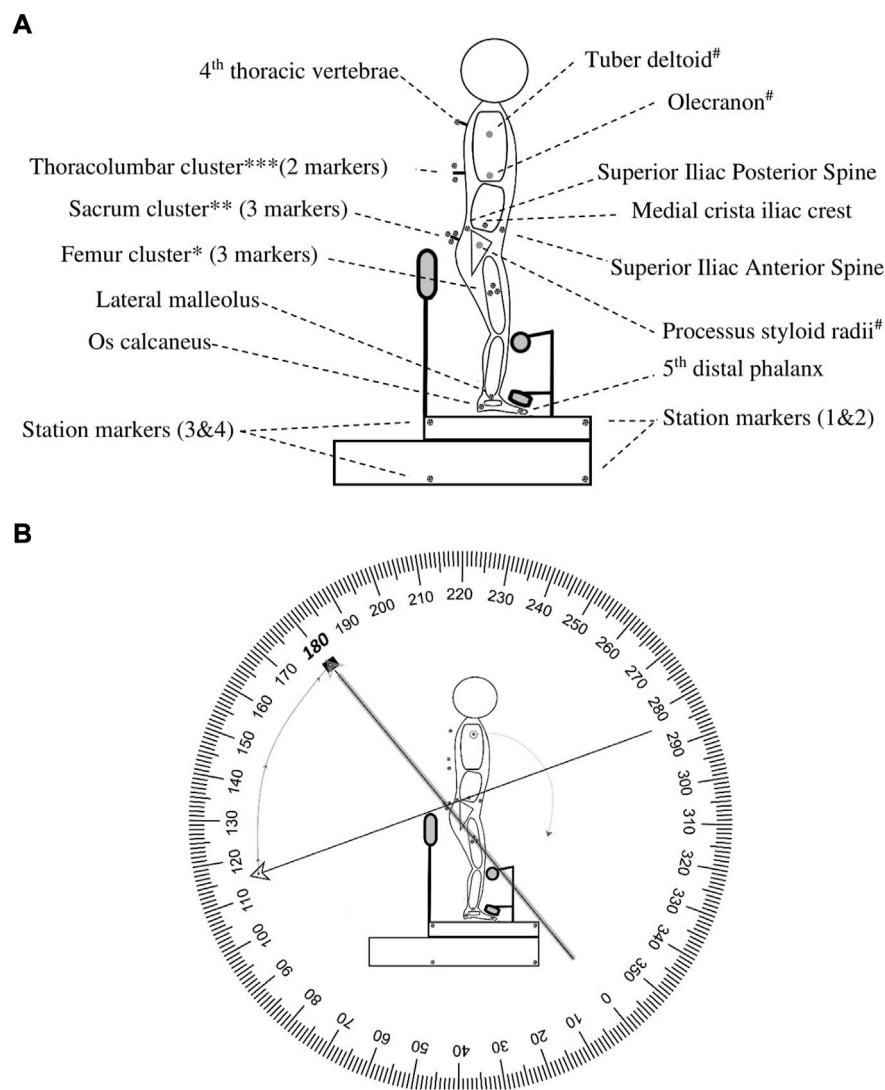 A
4th thoracic vertebrae
Tuber deltoid#
Olecranon#
Thoracolumbar cluster***(2 markers)
Superior Iliac Posterior Spine
Sacrum cluster** (3 markers)
Medial crista iliac crest
Femur cluster* (3 markers)
Superior Iliac Anterior Spine
Lateral malleolus
Processus styloid radii#
Os calcaneus
5th distal phalanx
Station markers (3&4)
Station markers (1&2)
B
0
10
20
30
40
50
60
70
80
90
100
110
120
130
140
150
160
170
180
190
200
210
220
230
240
250
260
270
280
290
300
310
320
330
340
350